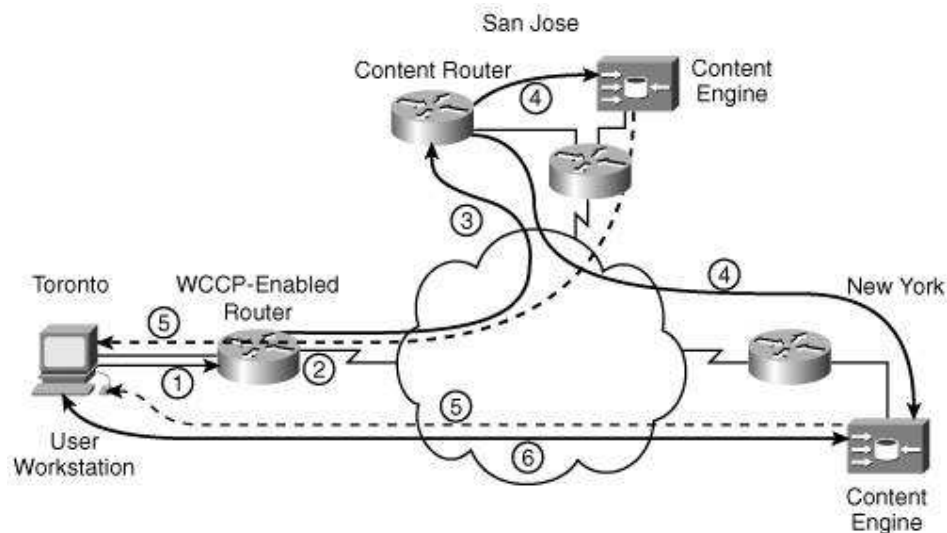 San Jose
Content Router
Content
Engine
4
3
4
WCCP-Enabled
Router
Toronto
New York
5
1
2
5
User
Workstation
6
Content
Engine